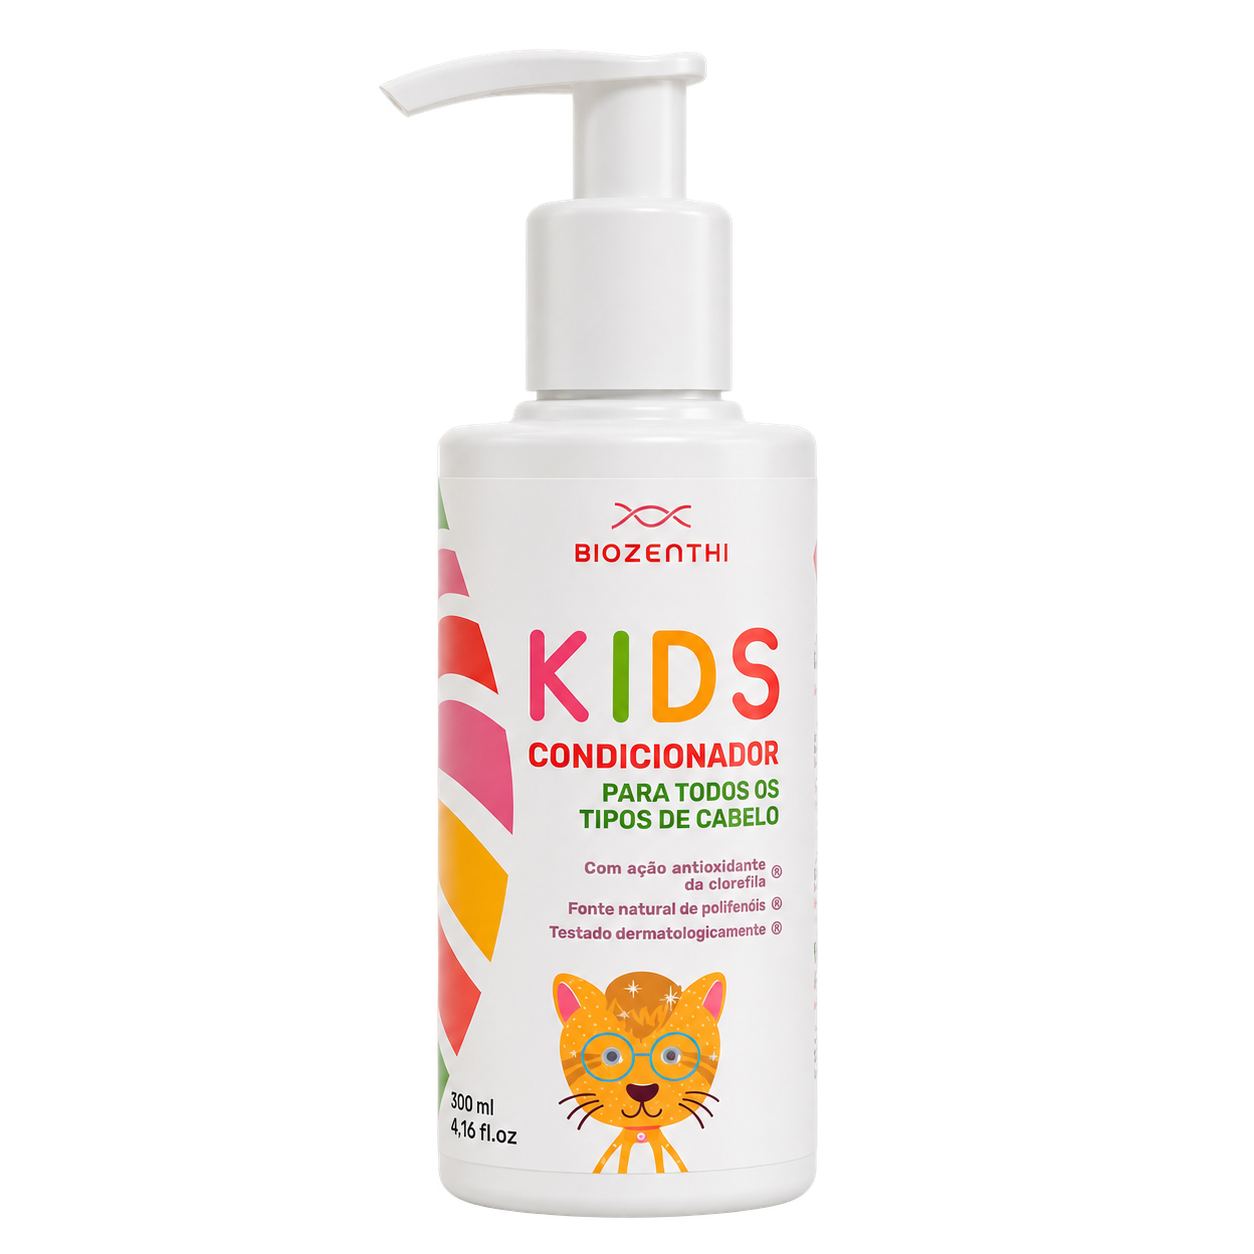 BIOZENTHI
KIDS
CONDICIONADOR
PARA TODOS OS
TIPOS DE CABELO
Com ação antioxidante
da clorefila ®
Fonte natural de polifenóis ®
Testado dermatologicamente ®
300 ml
4,16 fl.oz